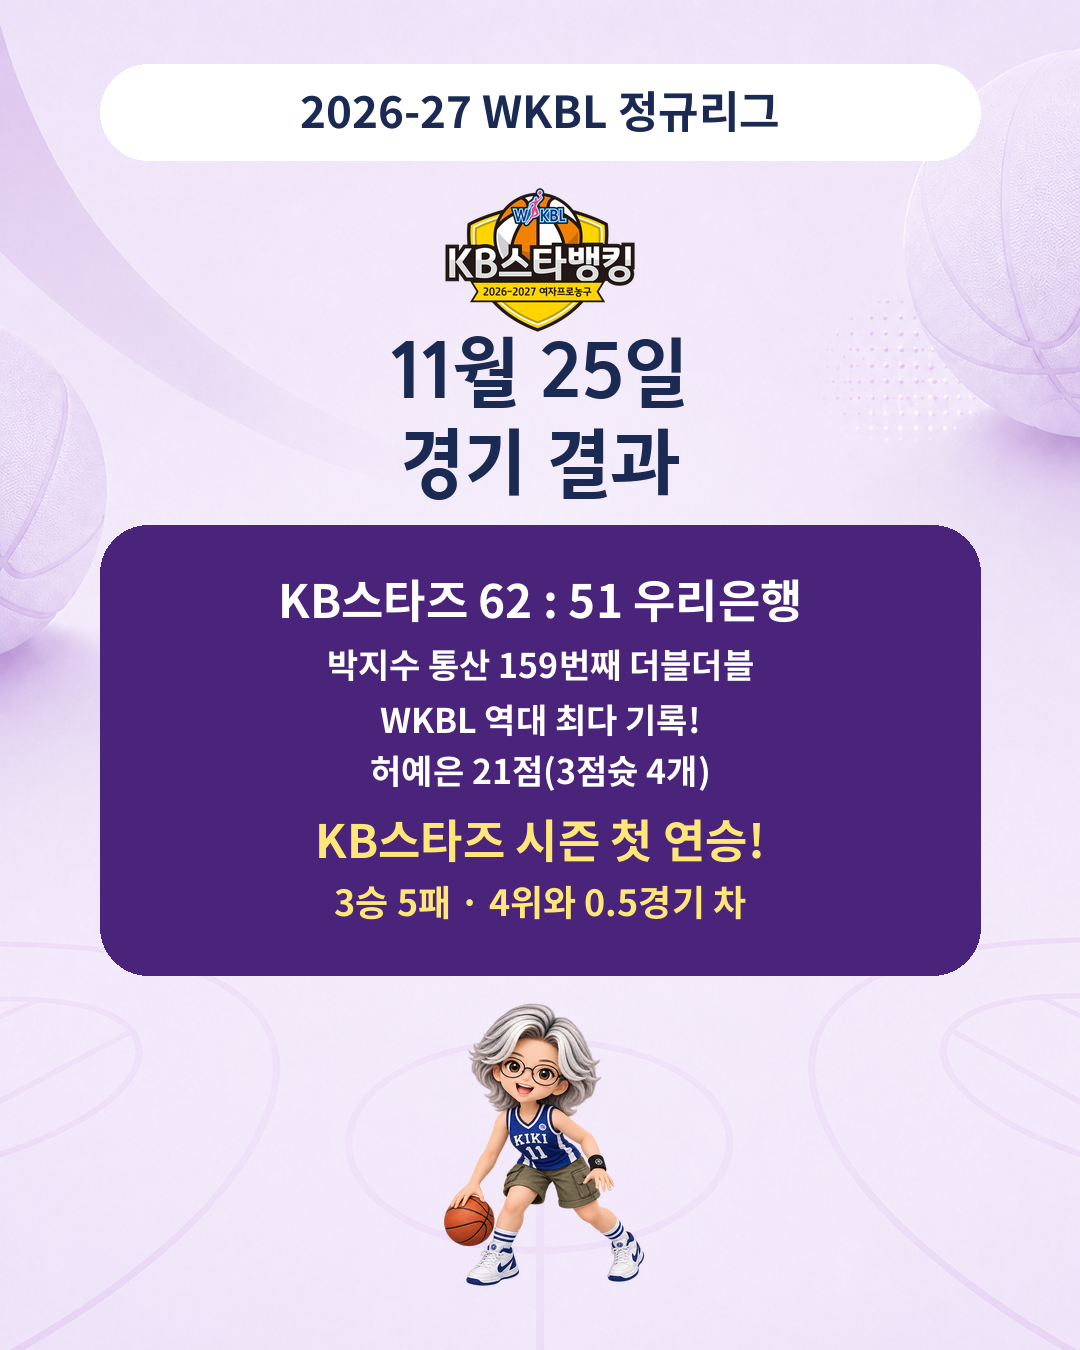 2026-27 WKBL 정규리그
WKBL
KB스타뱅킹
2026-2027 여자프로농구
11월 25일
경기 결과
KB스타즈 62 : 51 우리은행
박지수 통산 159번째 더블더블
WKBL 역대 최다 기록!
허예은 21점(3점슛 4개)
KB스타즈 시즌 첫 연승!
3승 5패 · 4위와 0.5경기 차
KIKI
11